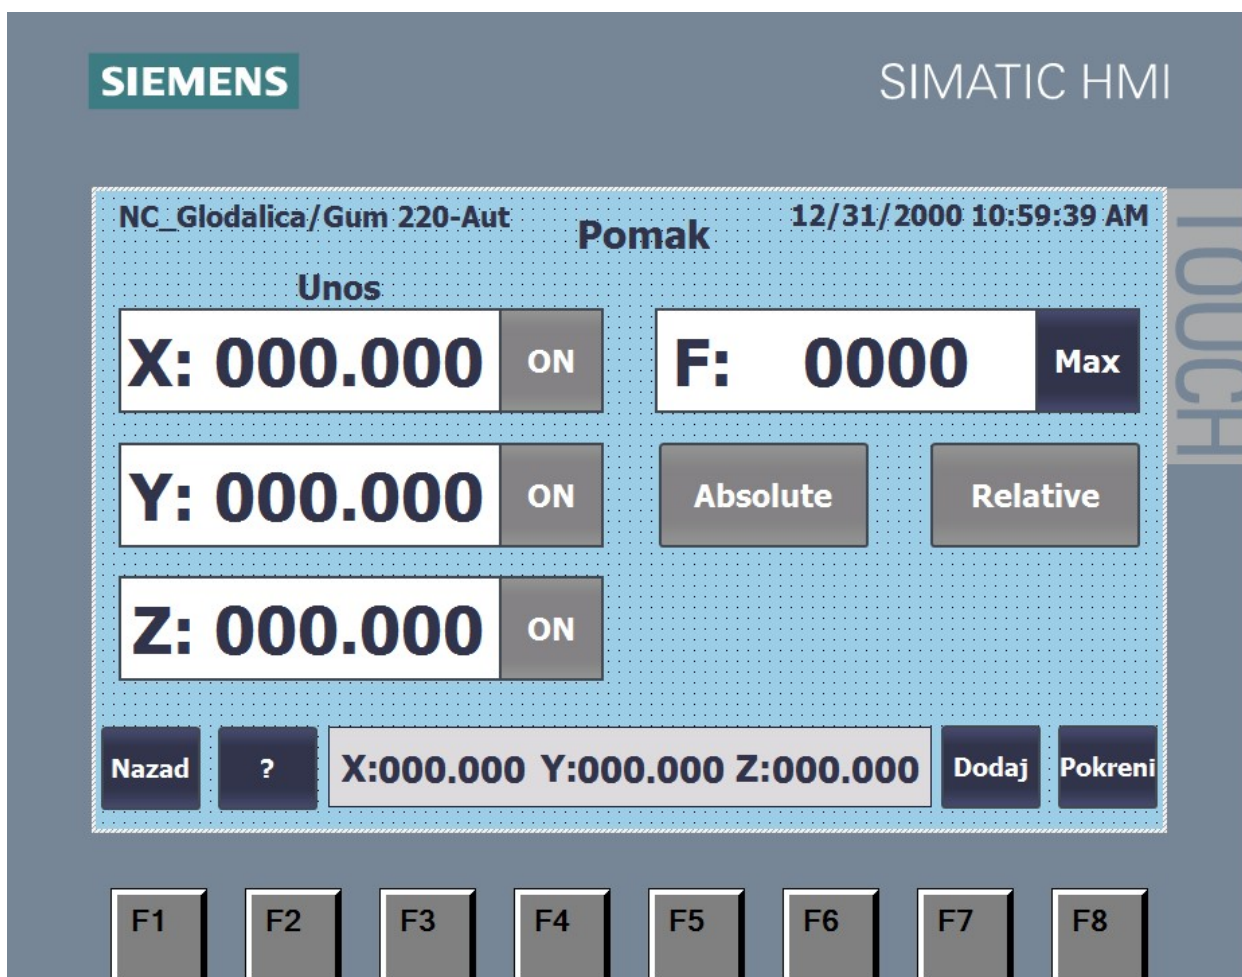 SIEMENS
SIMATIC HMI
TOUCH
NC_Glodalica/Gum 220-Aut
Pomak
12/31/2000 10:59:39 AM
Unos
X: 000.000 ON
F: 0000 Max
Y: 000.000 ON
Absolute
Relative
Z: 000.000 ON
Nazad
?
X:000.000 Y:000.000 Z:000.000
Dodaj
Pokreni
F1 F2 F3 F4 F5 F6 F7 F8